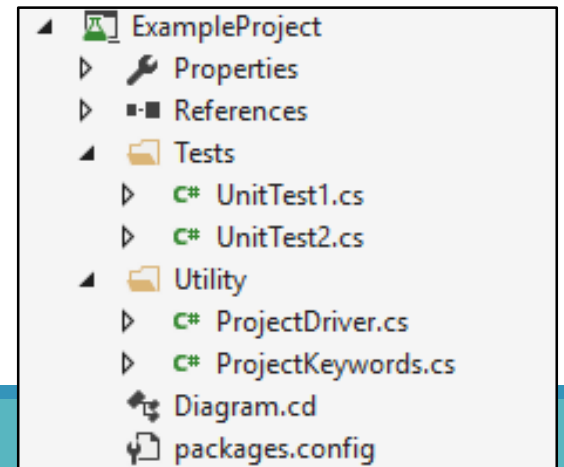 ExampleProject
Properties
References
Tests
C# UnitTest1.cs
C# UnitTest2.cs
Utility
C# ProjectDriver.cs
C# ProjectKeywords.cs
Diagram.cd
packages.config